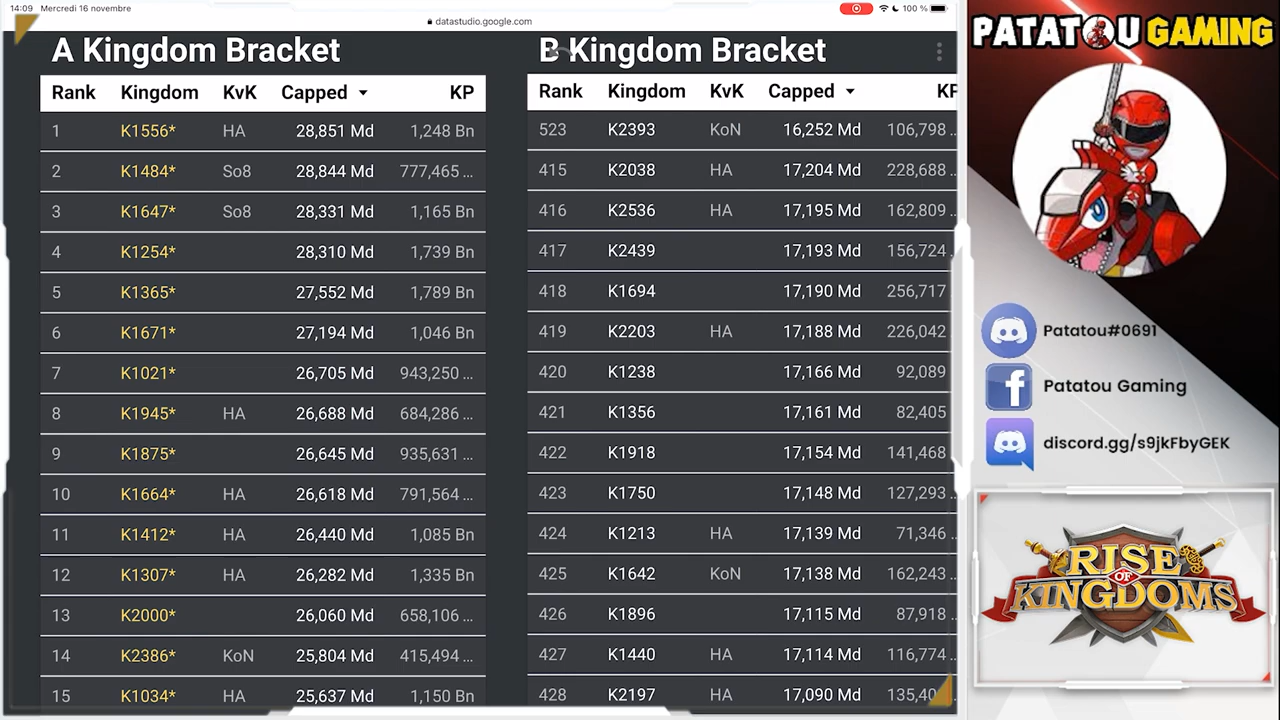 14:09 Mercredi 16 novembre
100 %
datastudio.google.com
A Kingdom Bracket
Rank Kingdom KvK Capped KP
1 K1556* HA 28,851 Md 1,248 Bn
2 K1484* So8 28,844 Md 777,465 ...
3 K1647* So8 28,331 Md 1,165 Bn
4 K1254* 28,310 Md 1,739 Bn
5 K1365* 27,552 Md 1,789 Bn
6 K1671* 27,194 Md 1,046 Bn
7 K1021* 26,705 Md 943,250 ...
8 K1945* HA 26,688 Md 684,286 ...
9 K1875* 26,645 Md 935,631 ...
10 K1664* HA 26,618 Md 791,564 ...
11 K1412* HA 26,440 Md 1,085 Bn
12 K1307* HA 26,282 Md 1,335 Bn
13 K2000* 26,060 Md 658,106 ...
14 K2386* KoN 25,804 Md 415,494 ...
15 K1034* HA 25,637 Md 1,150 Bn
B Kingdom Bracket
Rank Kingdom KvK Capped KP
523 K2393 KoN 16,252 Md 106,798 ..
415 K2038 HA 17,204 Md 228,688 ..
416 K2536 HA 17,195 Md 162,809 ..
417 K2439 17,193 Md 156,724
418 K1694 17,190 Md 256,717
419 K2203 HA 17,188 Md 226,042
420 K1238 17,166 Md 92,089
421 K1356 17,161 Md 82,405
422 K1918 17,154 Md 141,468
423 K1750 17,148 Md 127,293
424 K1213 HA 17,139 Md 71,346 .
425 K1642 KoN 17,138 Md 162,243 .
426 K1896 17,115 Md 87,918 .
427 K1440 HA 17,114 Md 116,774 ..
428 K2197 HA 17,090 Md 135,40
PATATOU GAMING
Patatou#0691
Patatou Gaming
discord.gg/s9jkFbyGEK
RISE
OF
KINGDOMS